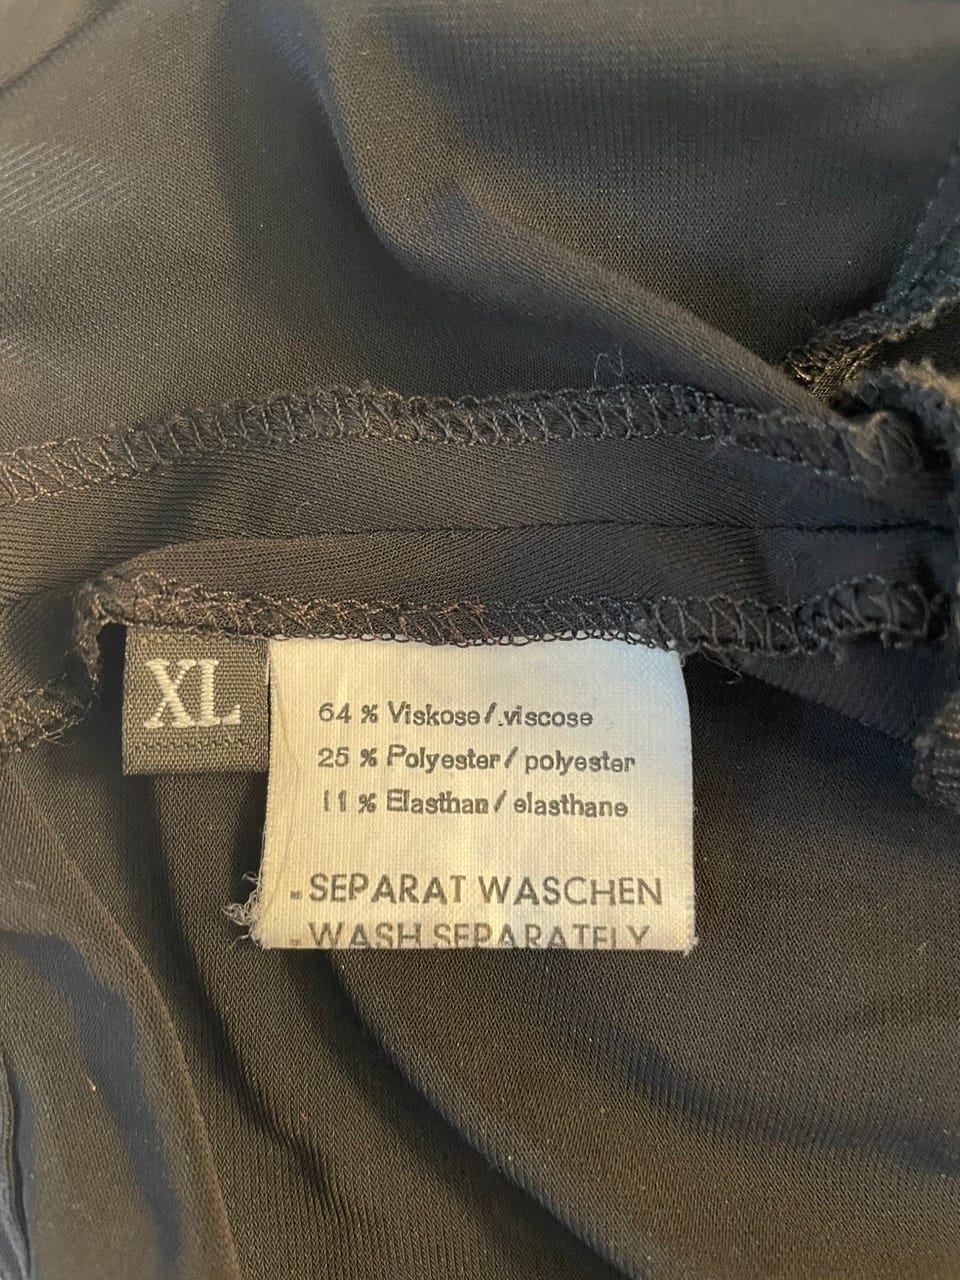 XL
64 % Viskose / viscose
25 % Polyester / polyester
11 % Elasthan / elasthane
SEPARAT WASCHEN
WASH SEPARATELY